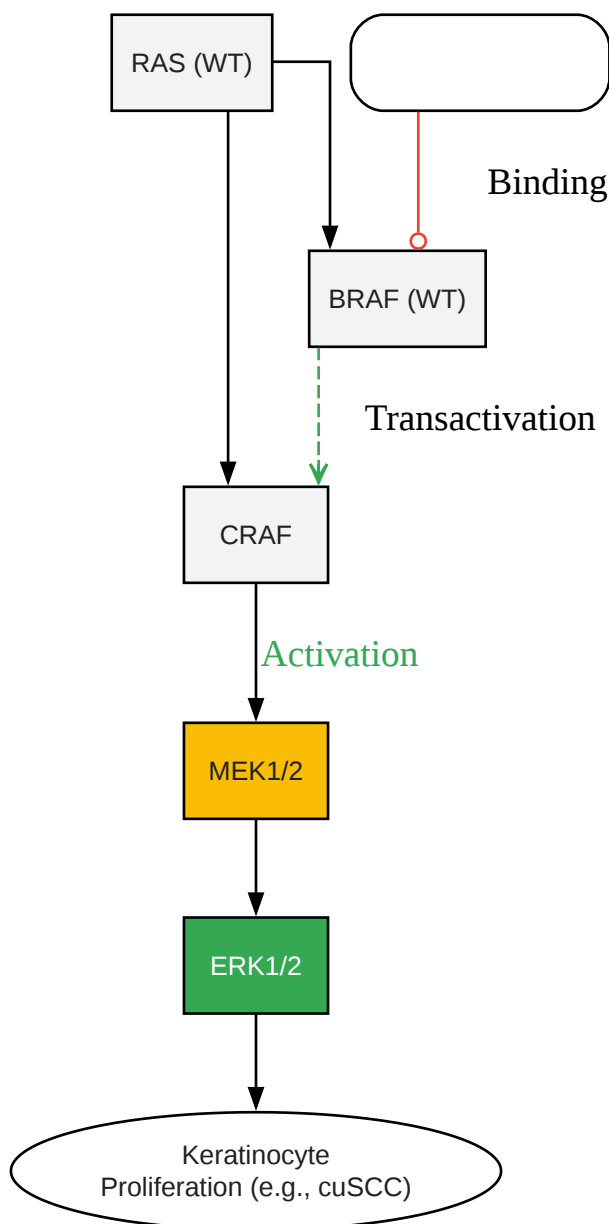 RAS (WT)
Binding
BRAF (WT)
Transactivation
CRAF
Activation
MEK1/2
ERK1/2
Keratinocyte
Proliferation (e.g., cuSCC)